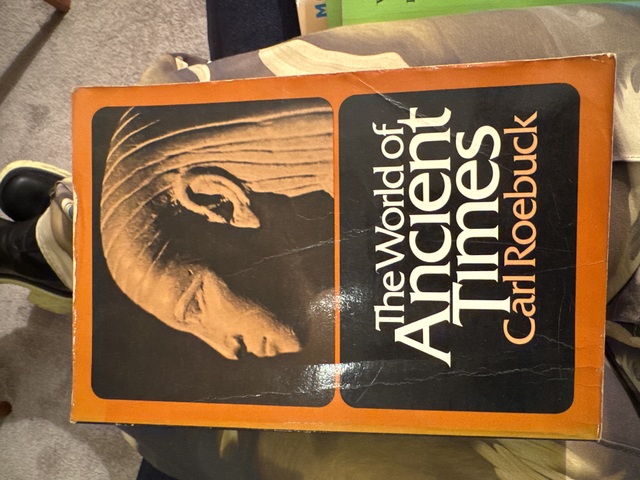 The World of
Ancient
Times
Carl Roebuck
M